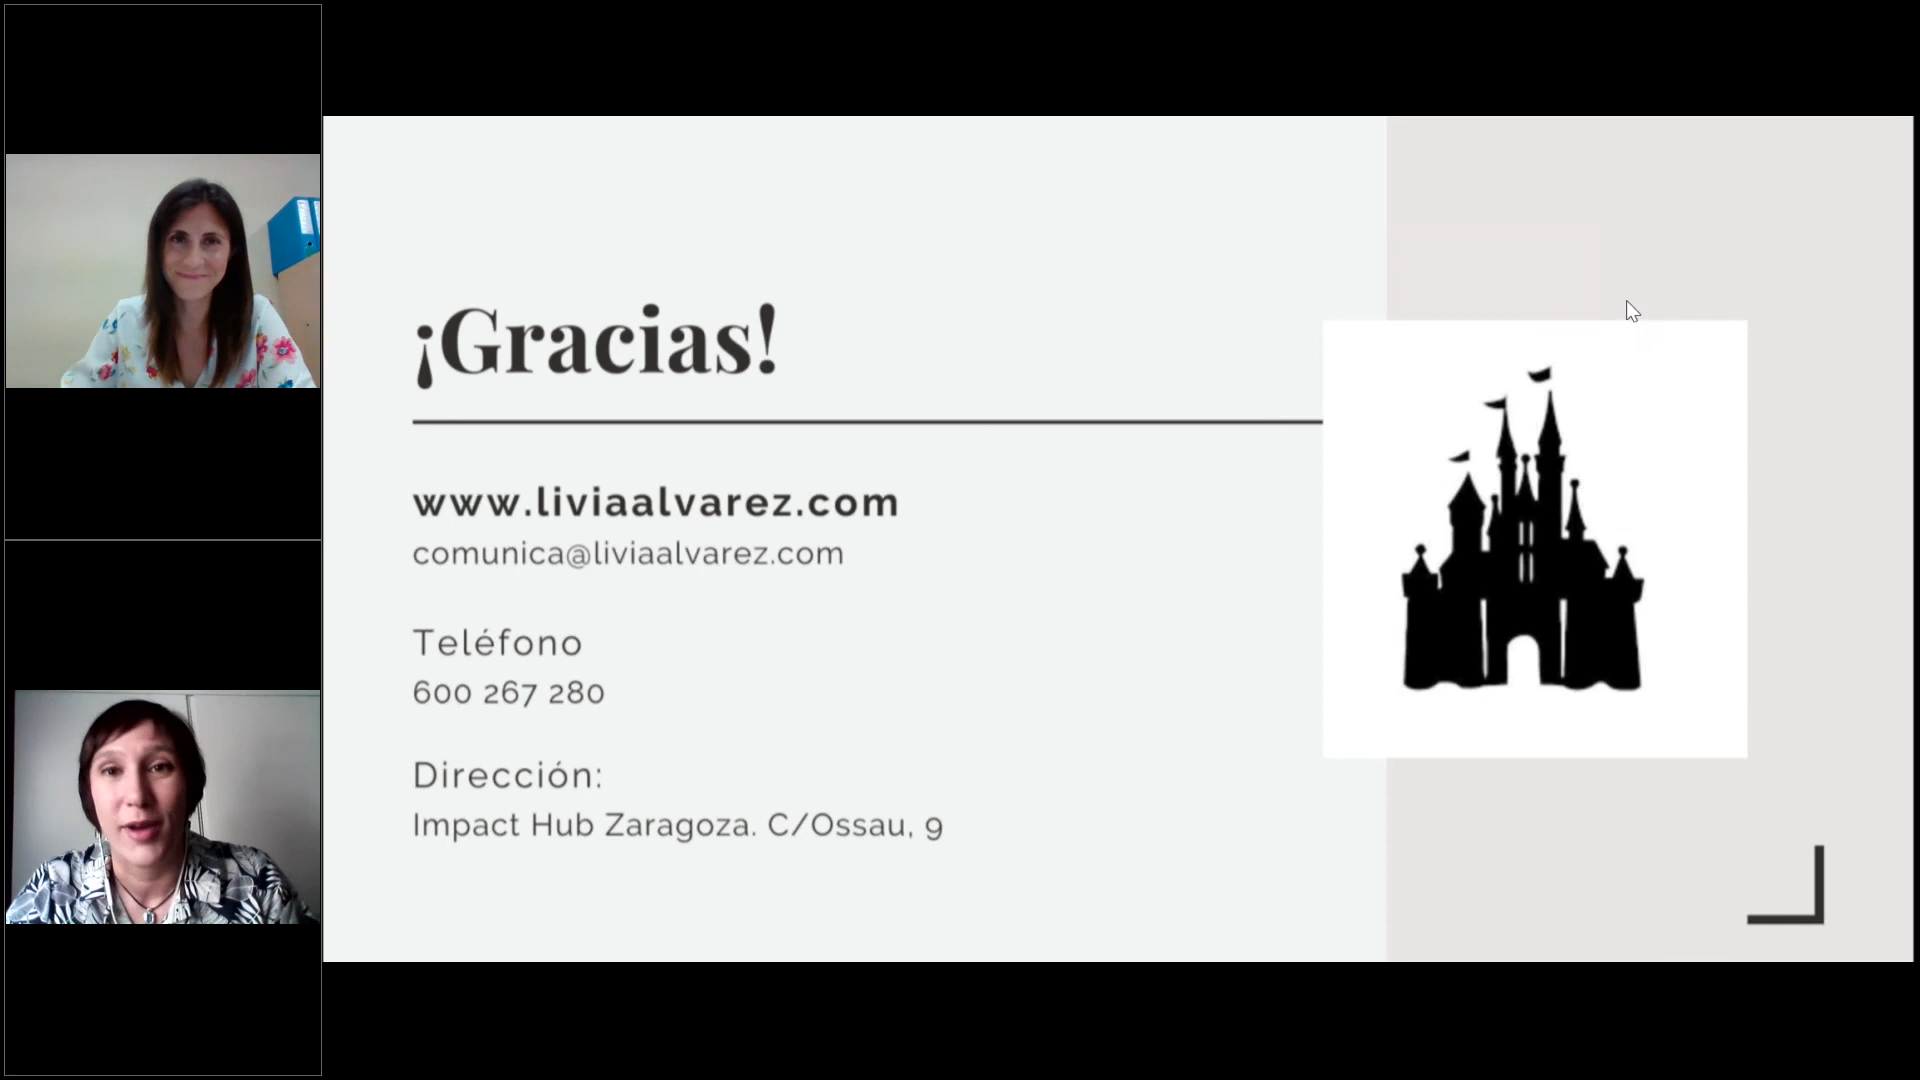 ¡Gracias!
www.liviaalvarez.com
comunica@liviaalvarez.com
Teléfono
600 267 280
Dirección:
Impact Hub Zaragoza. C/Ossau, 9